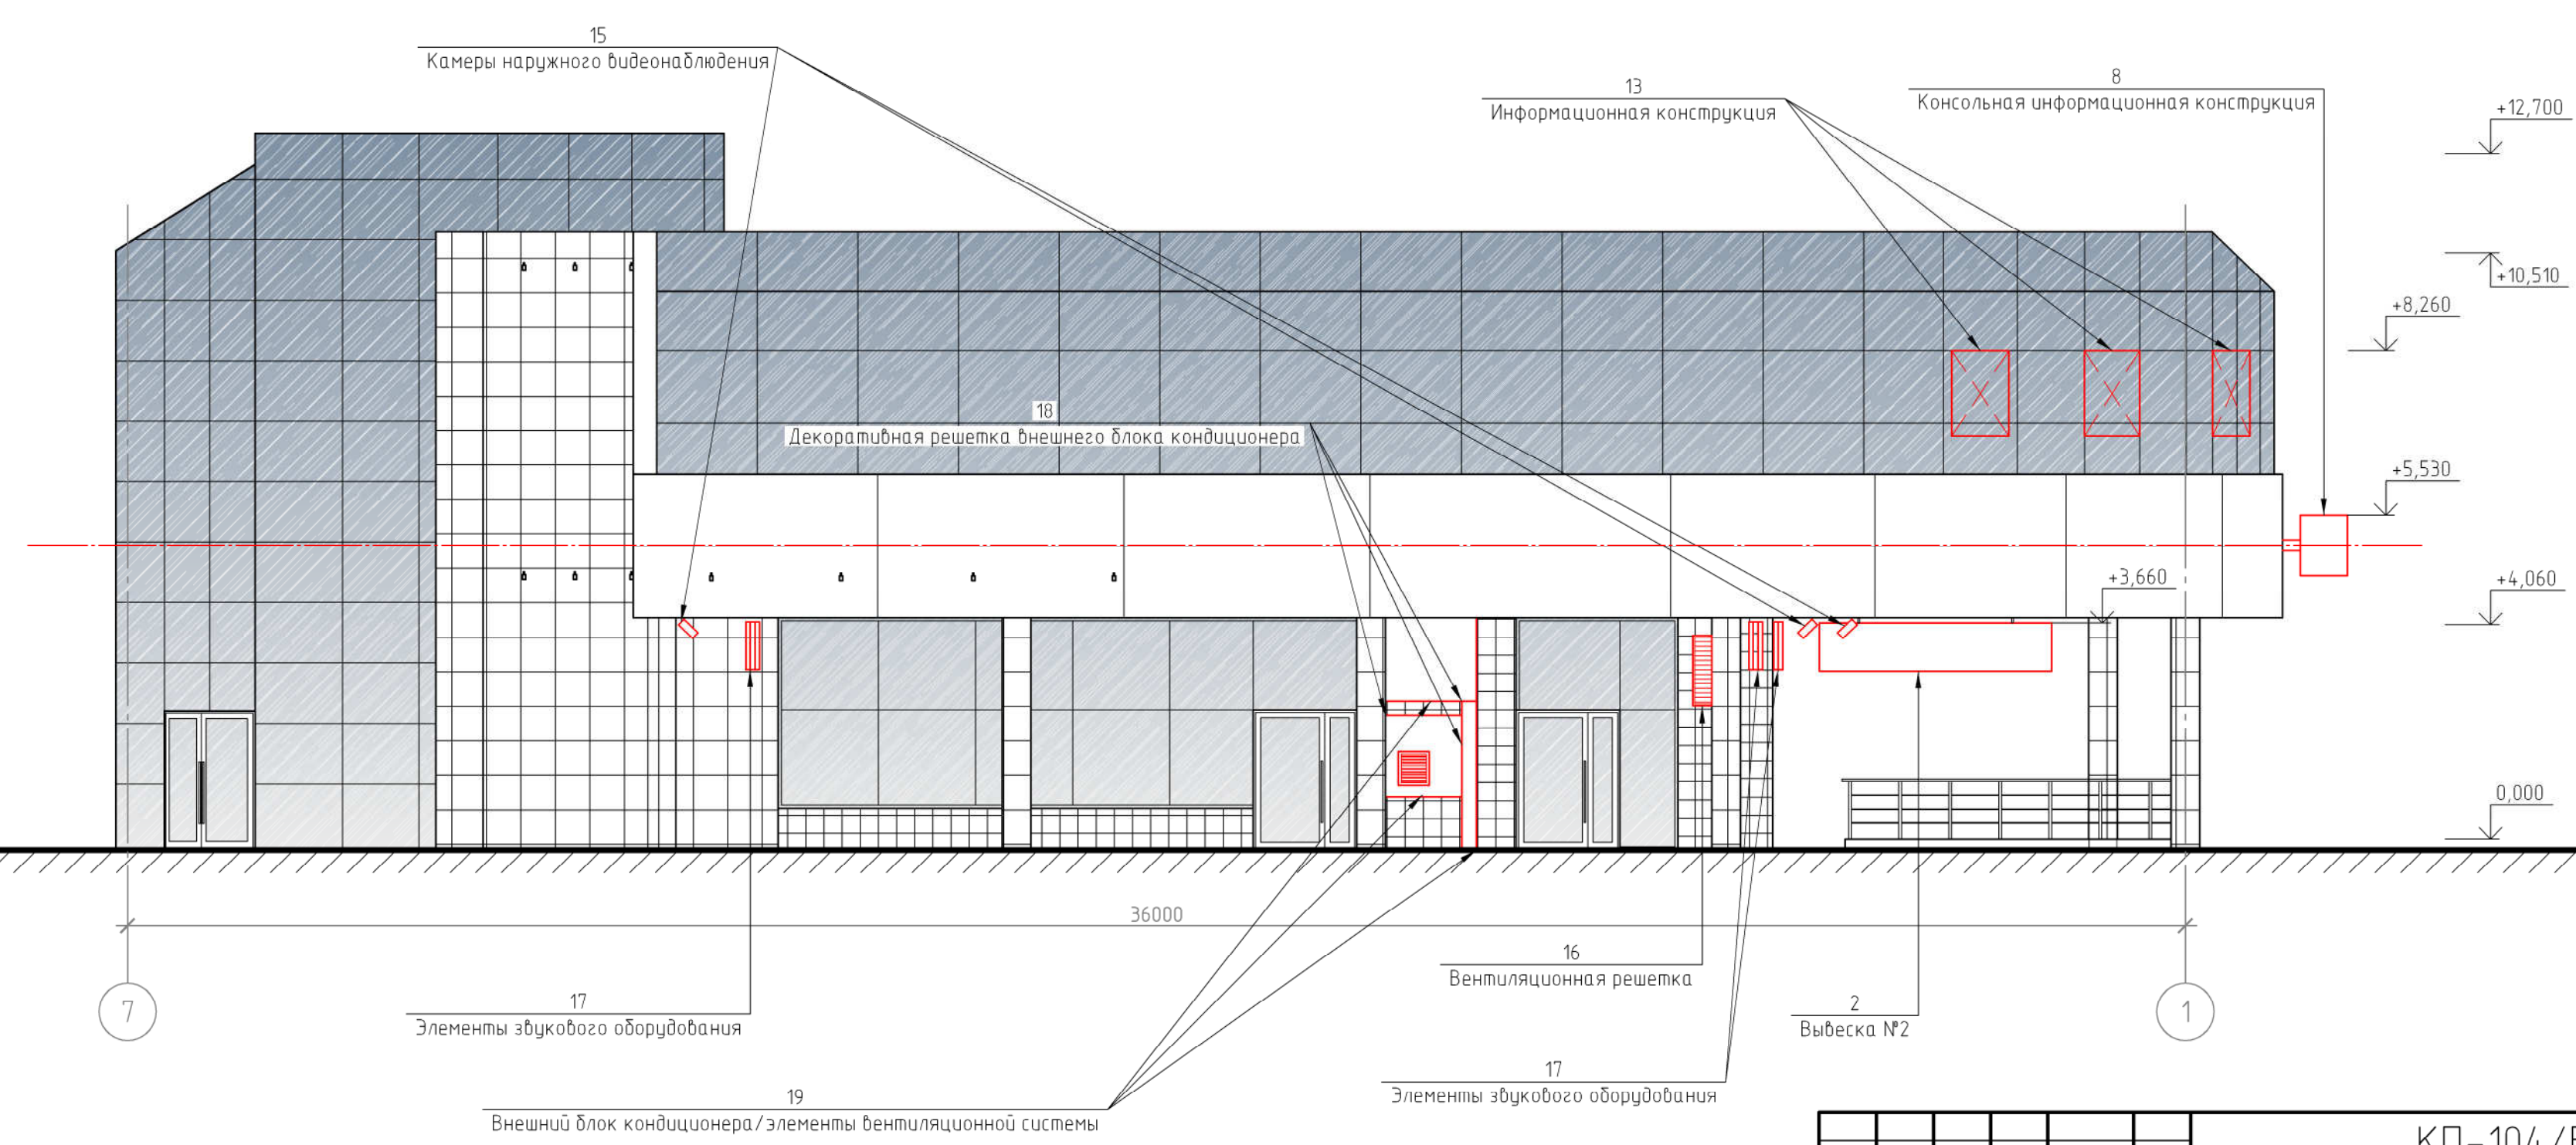 15
Камеры наружного видеонаблюдения
13
Информационная конструкция
8
Консольная информационная конструкция
+12,700
+10,510
+8,260
18
Декоративная решетка внешнего блока кондиционера
+5,530
+3,660
+4,060
0,000
36000
7
1
17
Элементы звукового оборудования
16
Вентиляционная решетка
2
Вывеска №2
17
Элементы звукового оборудования
19
Внешний блок кондиционера/элементы вентиляционной системы